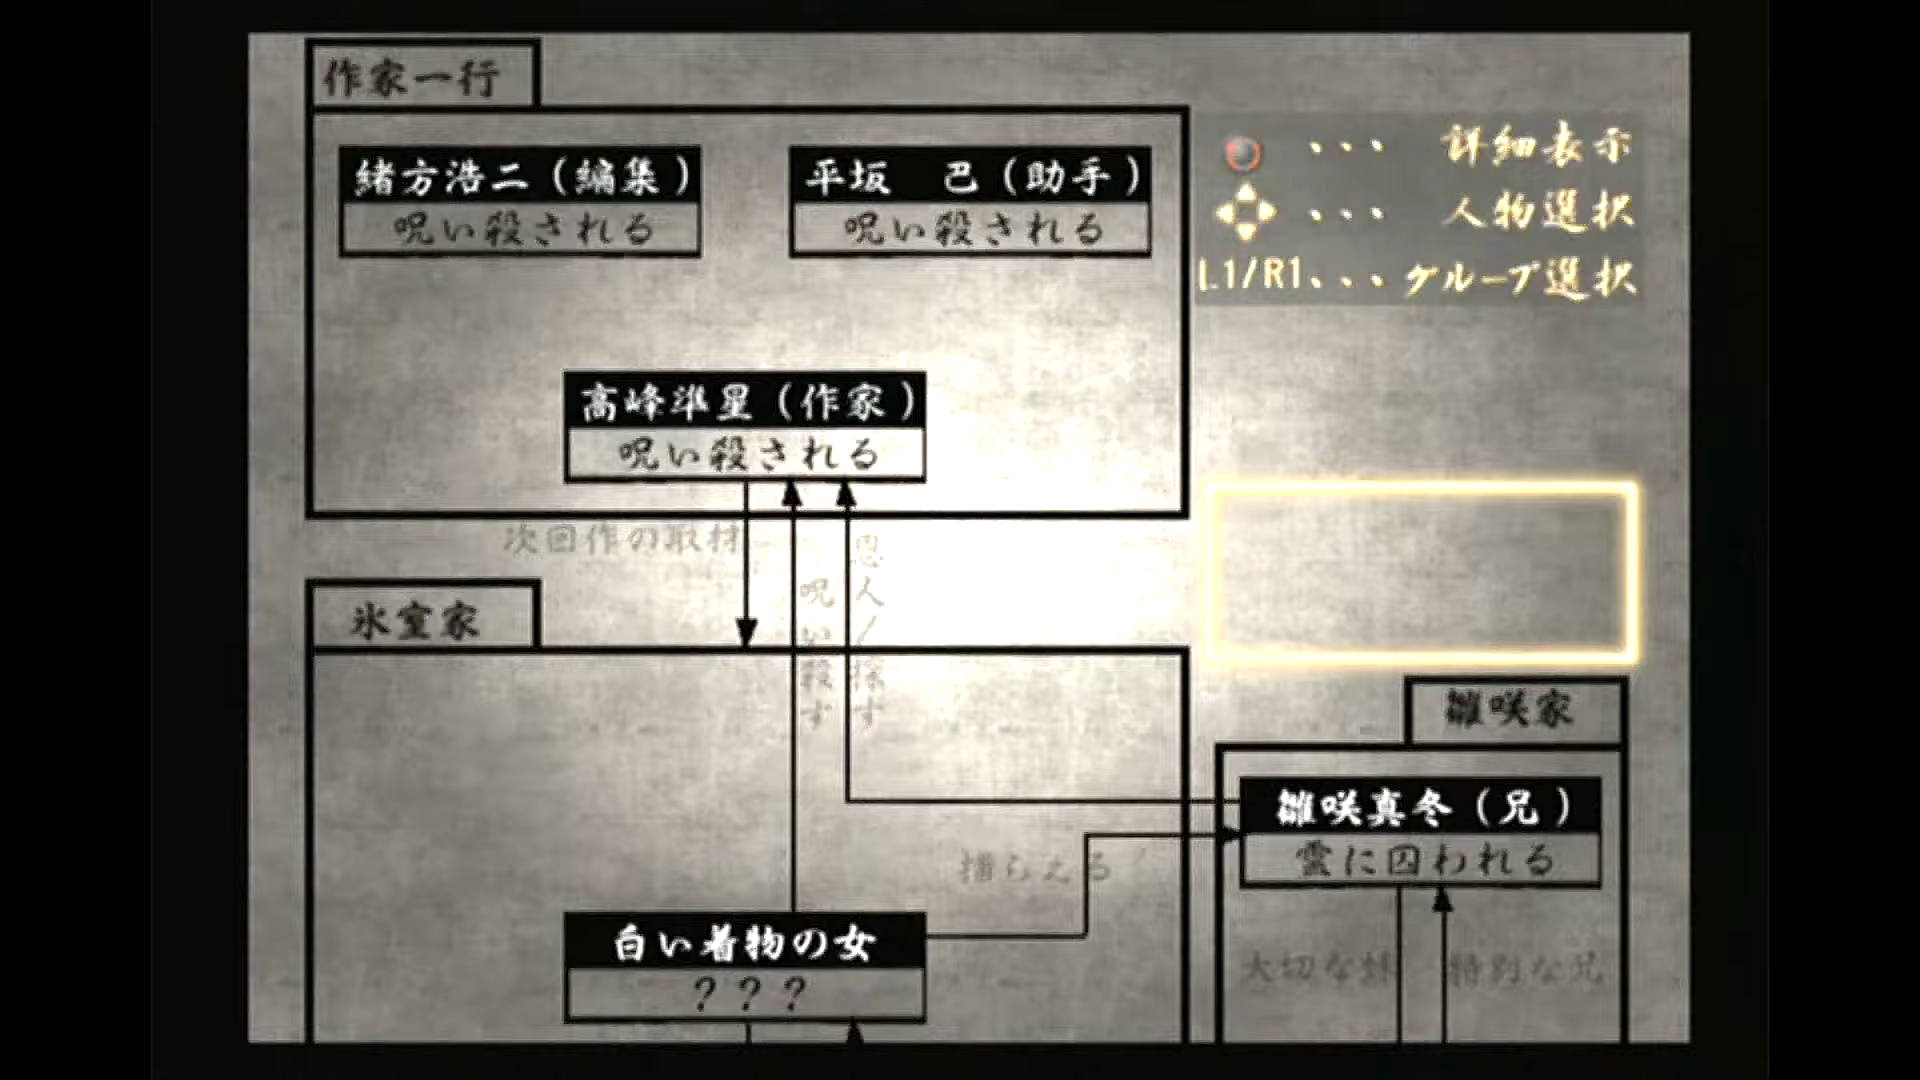 作家一行
緒方浩二(編集)
呪い殺される
平坂 巴(助手)
呪い殺される
・・・ 詳細表示
・・・ 人物選択
L1/R1・・・グループ選択
高峰準星(作家)
呪い殺される
次回作の取材
呪い殺す
恩人/探す
氷室家
雛咲家
雛咲真冬(兄)
霊に囚われる
捕らえる
白い着物の女
???
大切な妹
特別な兄